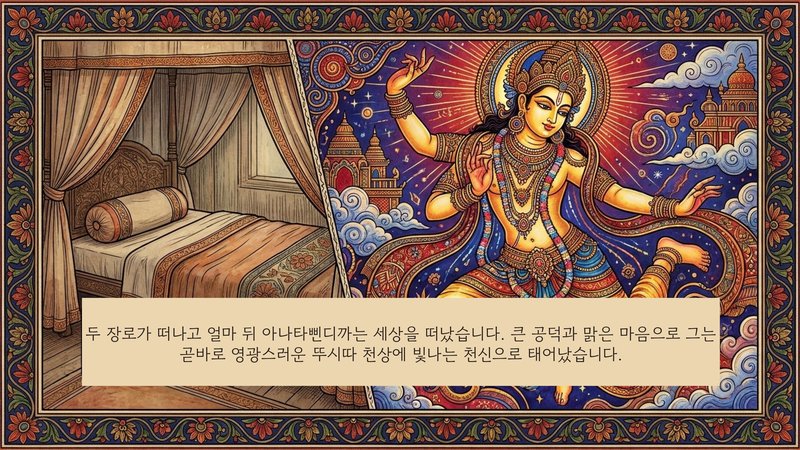 두 장로가 떠나고 얼마 뒤 아나타삔디까는 세상을 떠났습니다. 큰 공덕과 맑은 마음으로 그는
곧바로 영광스러운 뚜시따 천상에 빛나는 천신으로 태어났습니다.